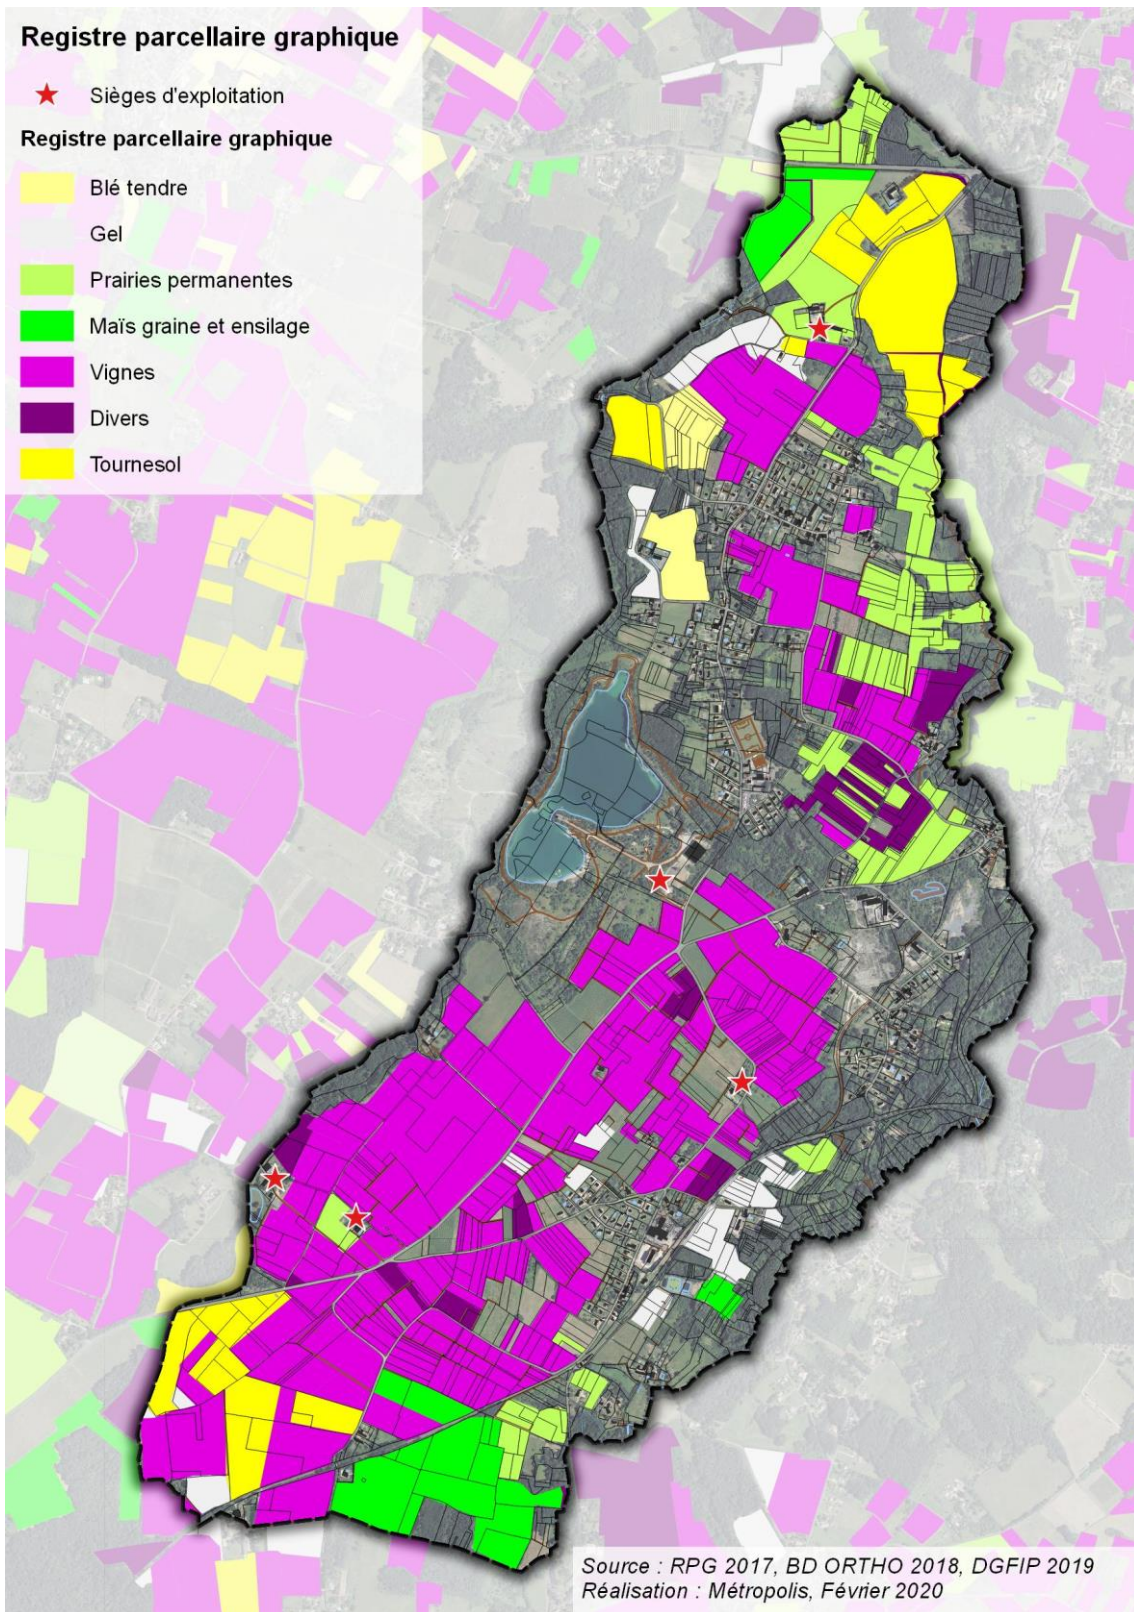 Registre parcellaire graphique
Sièges d'exploitation
Registre parcellaire graphique
Blé tendre
Gel
Prairies permanentes
Maïs graine et ensilage
Vignes
Divers
Tournesol
Source : RPG 2017, BD ORTHO 2018, DGFIP 2019
Réalisation : Métropolis, Février 2020